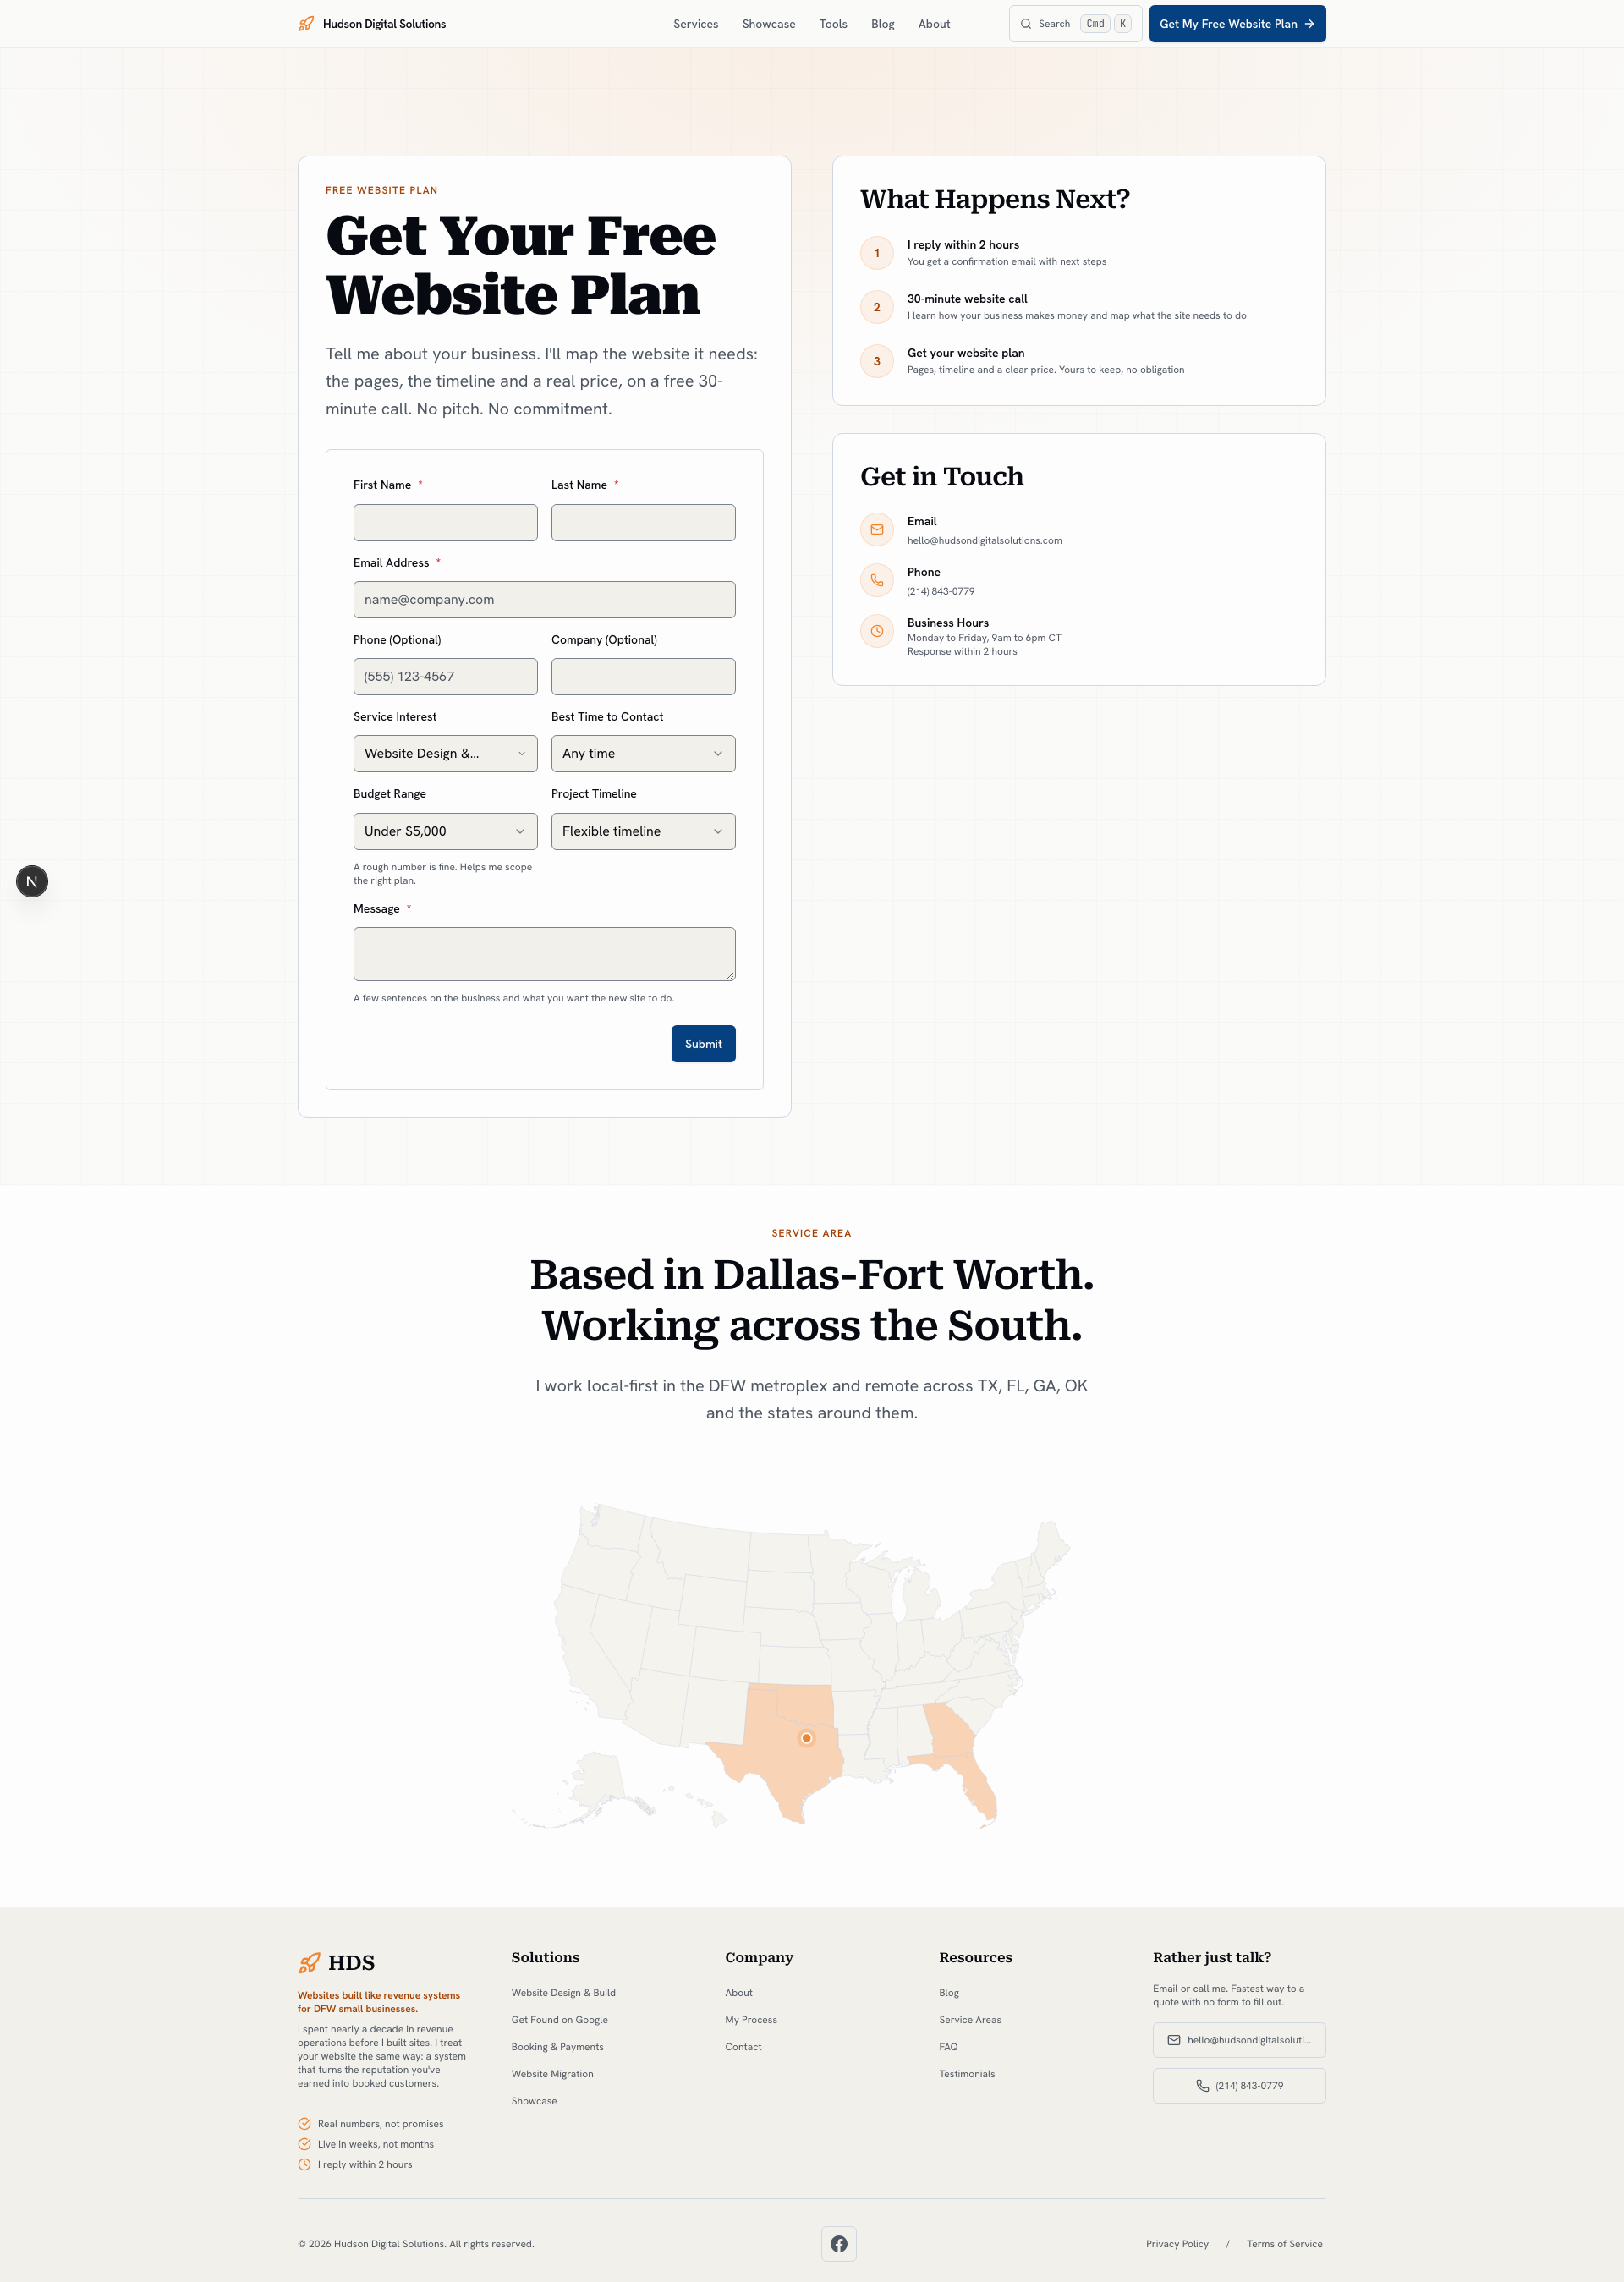 Hudson Digital Solutions
Services
Showcase
Tools
Blog
About
Search Cmd K
Get My Free Website Plan
FREE WEBSITE PLAN
Get Your Free
Website Plan
Tell me about your business. I'll map the website it needs:
the pages, the timeline and a real price, on a free 30-
minute call. No pitch. No commitment.
First Name *
Last Name *
Email Address *
name@company.com
Phone (Optional)
Company (Optional)
(555) 123-4567
Service Interest
Best Time to Contact
Website Design &...
Any time
Budget Range
Project Timeline
Under $5,000
Flexible timeline
A rough number is fine. Helps me scope
the right plan.
Message *
A few sentences on the business and what you want the new site to do.
Submit
What Happens Next?
1
I reply within 2 hours
You get a confirmation email with next steps
2
30-minute website call
I learn how your business makes money and map what the site needs to do
3
Get your website plan
Pages, timeline and a clear price. Yours to keep, no obligation
Get in Touch
Email
hello@hudsondigitalsolutions.com
Phone
(214) 843-0779
Business Hours
Monday to Friday, 9am to 6pm CT
Response within 2 hours
N
SERVICE AREA
Based in Dallas-Fort Worth.
Working across the South.
I work local-first in the DFW metroplex and remote across TX, FL, GA, OK
and the states around them.
HDS
Websites built like revenue systems
for DFW small businesses.
I spent nearly a decade in revenue
operations before I built sites. I treat
your website the same way: a system
that turns the reputation you've
earned into booked customers.
Real numbers, not promises
Live in weeks, not months
I reply within 2 hours
Solutions
Website Design & Build
Get Found on Google
Booking & Payments
Website Migration
Showcase
Company
About
My Process
Contact
Resources
Blog
Service Areas
FAQ
Testimonials
Rather just talk?
Email or call me. Fastest way to a
quote with no form to fill out.
hello@hudsondigitalsoluti...
(214) 843-0779
© 2026 Hudson Digital Solutions. All rights reserved.
Privacy Policy / Terms of Service